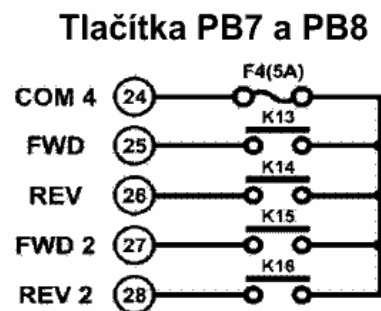 Tlačítka PB7 a PB8
F4(5A)
COM 4 24
K13
FWD 25
K14
REV 26
K15
FWD 2 27
K16
REV 2 28